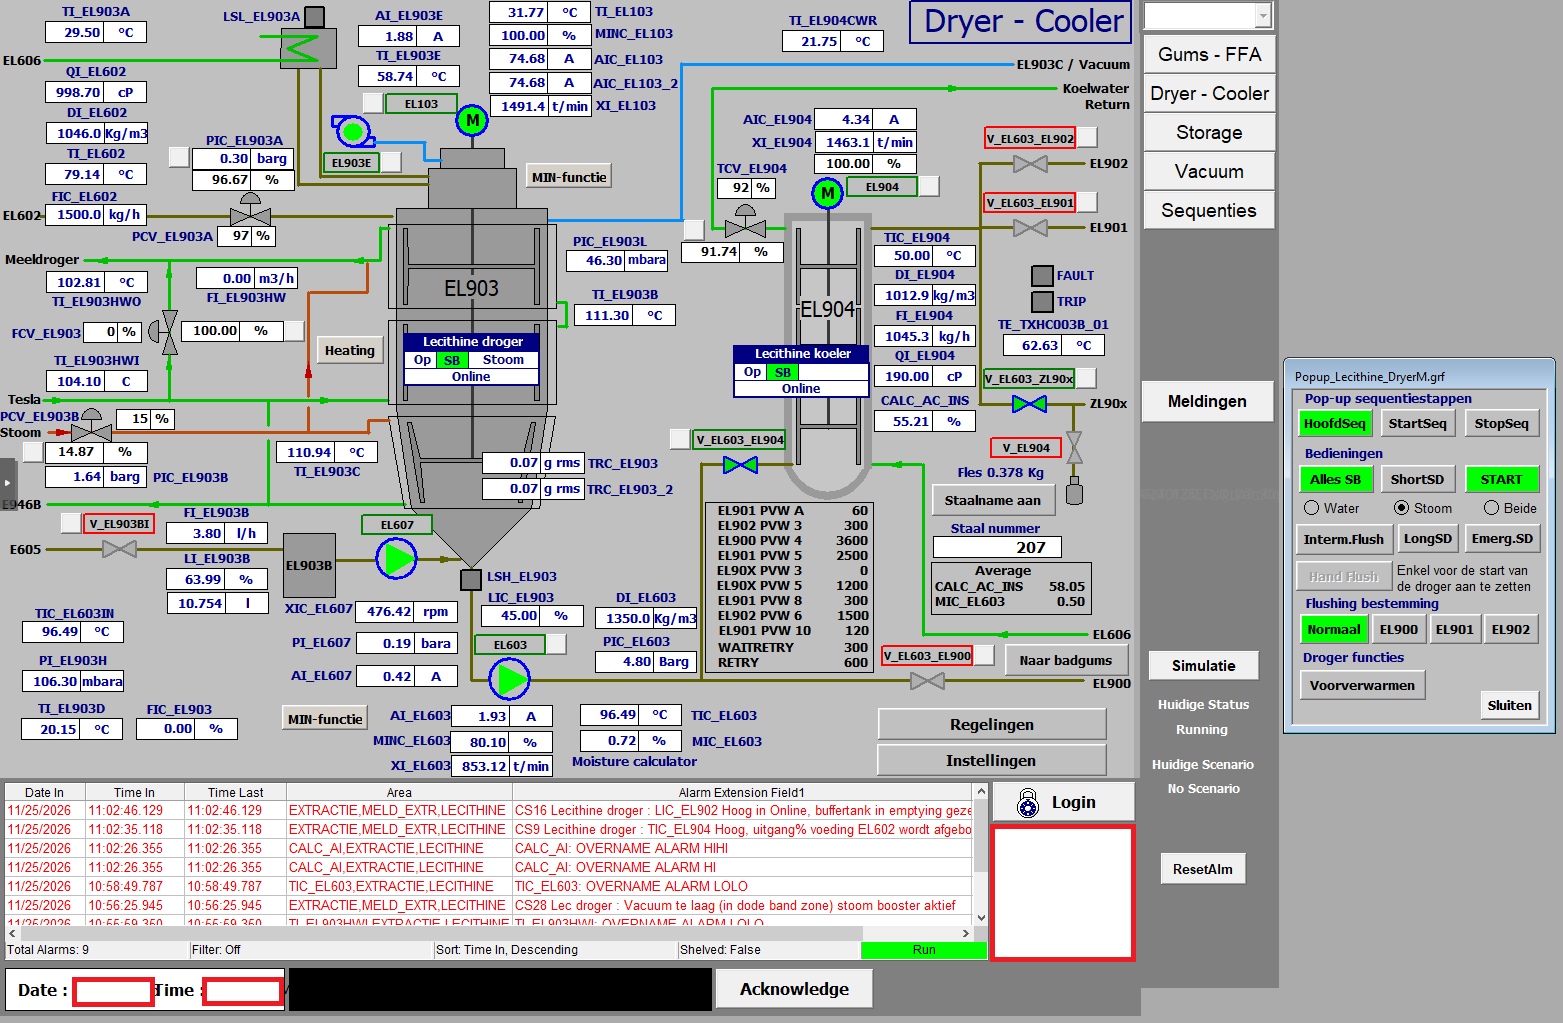 TI_EL903A
29.50 °C
LSL_EL903A
AI_EL903E
1.88 A
TI_EL903E
58.74 °C
31.77 °C TI_EL103
100.00 % MINC_EL103
74.68 A AIC_EL103
74.68 A AIC_EL103_2
1491.4 t/min XI_EL103
TI_EL904CWR
21.75 °C
Dryer - Cooler
EL606
QI_EL602
998.70 cP
DI_EL602
1046.0 Kg/m3
TI_EL602
79.14 °C
FIC_EL602
1500.0 kg/h
EL602
PIC_EL903A
0.30 barg
96.67 %
PCV_EL903A 97 %
EL103
M
EL903E
MIN-functie
EL903C / Vacuum
Koelwater
Return
AIC_EL904
4.34 A
XI_EL904
1463.1 t/min
100.00 %
TCV_EL904
92 %
M
EL904
91.74 %
V_EL603_EL902
EL902
V_EL603_EL901
EL901
Meeldroger
102.81 °C
TI_EL903HWO
0.00 m3/h
FI_EL903HW
FCV_EL903 0 %
100.00 %
TI_EL903HWI
104.10 C
Tesla
PCV_EL903B
15 %
Stoom
14.87 %
1.64 barg PIC_EL903B
E946B
Heating
EL903
PIC_EL903L
46.30 mbara
TI_EL903B
111.30 °C
Lecithine droger
Op SB Stoom
Online
110.94 °C
TI_EL903C
0.07 g rms TRC_EL903
0.07 g rms TRC_EL903_2
EL904
Lecithine koeler
Op SB
Online
TIC_EL904
50.00 °C
DI_EL904
1012.9 kg/m3
FI_EL904
1045.3 kg/h
QI_EL904
190.00 cP
CALC_AC_INS
55.21 %
FAULT
TRIP
TE_TXHC003B_01
62.63 °C
V_EL603_ZL90x
ZL90x
V_EL904
V_EL603_EL904
Fles 0.378 Kg
Staalname aan
Staal nummer
207
Average
CALC_AC_INS 58.05
MIC_EL603 0.50
EL901 PVW A 60
EL902 PVW 3 300
EL900 PVW 4 3600
EL901 PVW 5 2500
EL90X PVW 3 0
EL90X PVW 5 1200
EL901 PVW 8 300
EL902 PVW 6 1500
EL901 PVW 10 120
WAITRETRY 300
RETRY 600
V_EL903BI
E605
FI_EL903B
3.80 l/h
LI_EL903B
63.99 %
10.754 l
EL903B
EL607
LSH_EL903
LIC_EL903
45.00 %
XIC_EL607 476.42 rpm
PI_EL607 0.19 bara
AI_EL607 0.42 A
EL603
DI_EL603
1350.0 Kg/m3
PIC_EL603
4.80 Barg
EL606
V_EL603_EL900
Naar badgums
EL900
TIC_EL603IN
96.49 °C
PI_EL903H
106.30 mbara
TI_EL903D
20.15 °C
FIC_EL903
0.00 %
MIN-functie
AI_EL603 1.93 A
MINC_EL603 80.10 %
XI_EL603 853.12 t/min
96.49 °C TIC_EL603
0.72 % MIC_EL603
Moisture calculator
Regelingen
Instellingen
Gums - FFA
Dryer - Cooler
Storage
Vacuum
Sequenties
Meldingen
Simulatie
Huidige Status
Running
Huidige Scenario
No Scenario
ResetAlm
Popup_Lecithine_DryerM.grf
Pop-up sequentiestappen
HoofdSeq StartSeq StopSeq
Bedieningen
Alles SB ShortSD START
Water Stoom Beide
Interm.Flush LongSD Emerg.SD
Hand Flush Enkel voor de start van
de droger aan te zetten
Flushing bestemming
Normaal EL900 EL901 EL902
Droger functies
Voorverwarmen
Sluiten
Date In Time In Time Last Area Alarm Extension Field1
11/25/2026 11:02:46.129 11:02:46.129 EXTRACTIE,MELD_EXTR,LECITHINE CS16 Lecithine droger : LIC_EL902 Hoog in Online, buffertank in emptying geze
11/25/2026 11:02:35.118 11:02:35.118 EXTRACTIE,MELD_EXTR,LECITHINE CS9 Lecithine droger : TIC_EL904 Hoog, uitgang% voeding EL602 wordt afgebo
11/25/2026 11:02:26.355 11:02:26.355 CALC_AI,EXTRACTIE,LECITHINE CALC_AI: OVERNAME ALARM HIHI
11/25/2026 11:02:26.355 11:02:26.355 CALC_AI,EXTRACTIE,LECITHINE CALC_AI: OVERNAME ALARM HI
11/25/2026 10:58:49.787 10:58:49.787 TIC_EL603,EXTRACTIE,LECITHINE TIC_EL603: OVERNAME ALARM LOLO
11/25/2026 10:56:25.945 10:56:25.945 EXTRACTIE,MELD_EXTR,LECITHINE CS28 Lec droger : Vacuum te laag (in dode band zone) stoom booster aktief
11/25/2026 10:55:59.350 10:55:59.350 TI_EL903HWI,EXTRACTIE,LECITHINE TI_EL903HWI: OVERNAME ALARM LOLO
Total Alarms: 9 Filter: Off Sort: Time In, Descending Shelved: False Run
Login
Date : Time :
Acknowledge